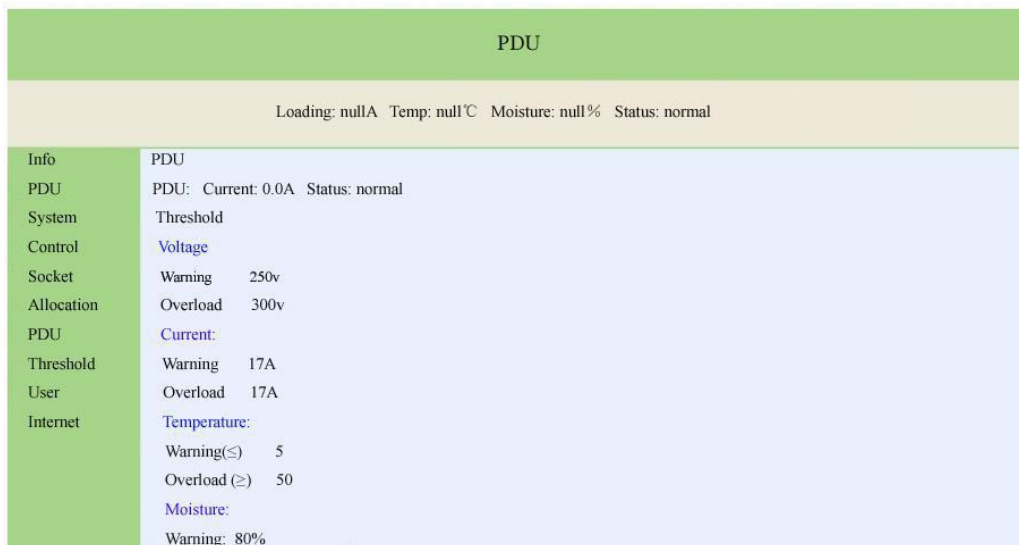 PDU
Loading: nullA Temp: null℃ Moisture: null% Status: normal
Info
PDU
System
Control
Socket
Allocation
PDU
Threshold
User
Internet
PDU
PDU: Current: 0.0A Status: normal
Threshold
Voltage
Warning 250v
Overload 300v
Current:
Warning 17A
Overload 17A
Temperature:
Warning(≤) 5
Overload (≥) 50
Moisture:
Warning: 80%